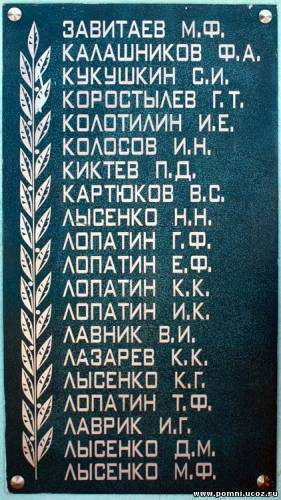 ЗАВИТАЕВ М.Ф.
КАЛАШНИКОВ Ф.А.
КУКУШКИН С.И.
КОРОСТЫЛЕВ Г.Т.
КОЛОТИЛИН И.Е.
КОЛОСОВ И.Н.
КИКТЕВ П.Д.
КАРТЮКОВ В.С.
ЛЫСЕНКО Н.Н.
ЛОПАТИН Г.Ф.
ЛОПАТИН Е.Ф.
ЛОПАТИН К.К.
ЛОПАТИН И.К.
ЛАВНИК В.И.
ЛАЗАРЕВ К.К.
ЛЫСЕНКО К.Г.
ЛОПАТИН Т.Ф.
ЛАВРИК И.Г.
ЛЫСЕНКО Д.М.
ЛЫСЕНКО М.Ф.
www.pomni.ucoz.ru